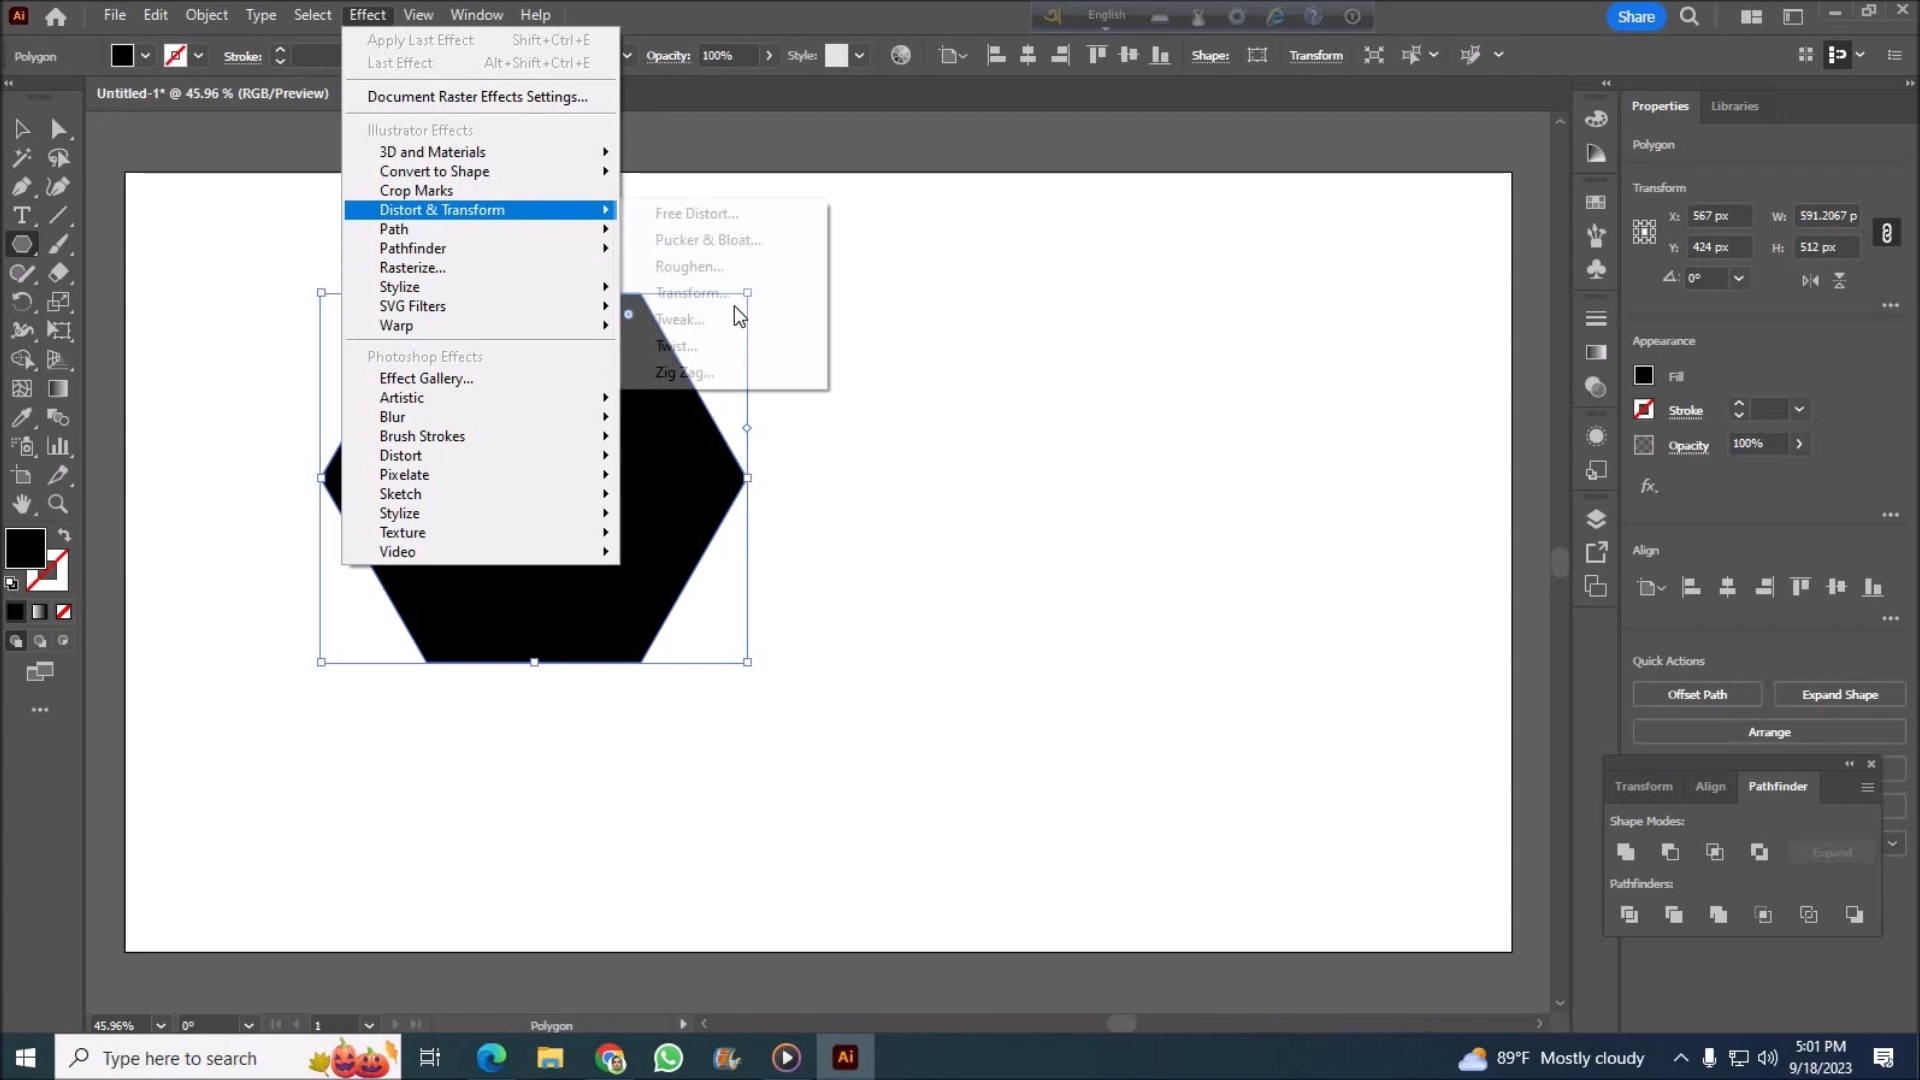 Ai File Edit Object Type Select Effect View Window Help English Share
Polygon Stroke: Opacity: 100% Style: Shape: Transform
Untitled-1* @ 45.96 % (RGB/Preview)
Apply Last Effect Shift+Ctrl+E
Last Effect Alt+Shift+Ctrl+E
Document Raster Effects Settings...
Illustrator Effects
3D and Materials
Convert to Shape
Crop Marks
Distort & Transform
Path
Pathfinder
Rasterize...
Stylize
SVG Filters
Warp
Photoshop Effects
Effect Gallery...
Artistic
Blur
Brush Strokes
Distort
Pixelate
Sketch
Stylize
Texture
Video
Free Distort...
Pucker & Bloat...
Roughen...
Transform...
Tweak...
Twist...
Zig Zag...
Properties Libraries
Polygon
Transform
X: 567 px W: 591.2067 p
Y: 424 px H: 512 px
0°
Appearance
Fill
Stroke
Opacity 100%
fx.
Align
Quick Actions
Offset Path Expand Shape
Arrange
Transform Align Pathfinder
Shape Modes:
Expand
Pathfinders:
45.96% 0° 1 Polygon
Type here to search Ai 89°F Mostly cloudy 5:01 PM
9/18/2023